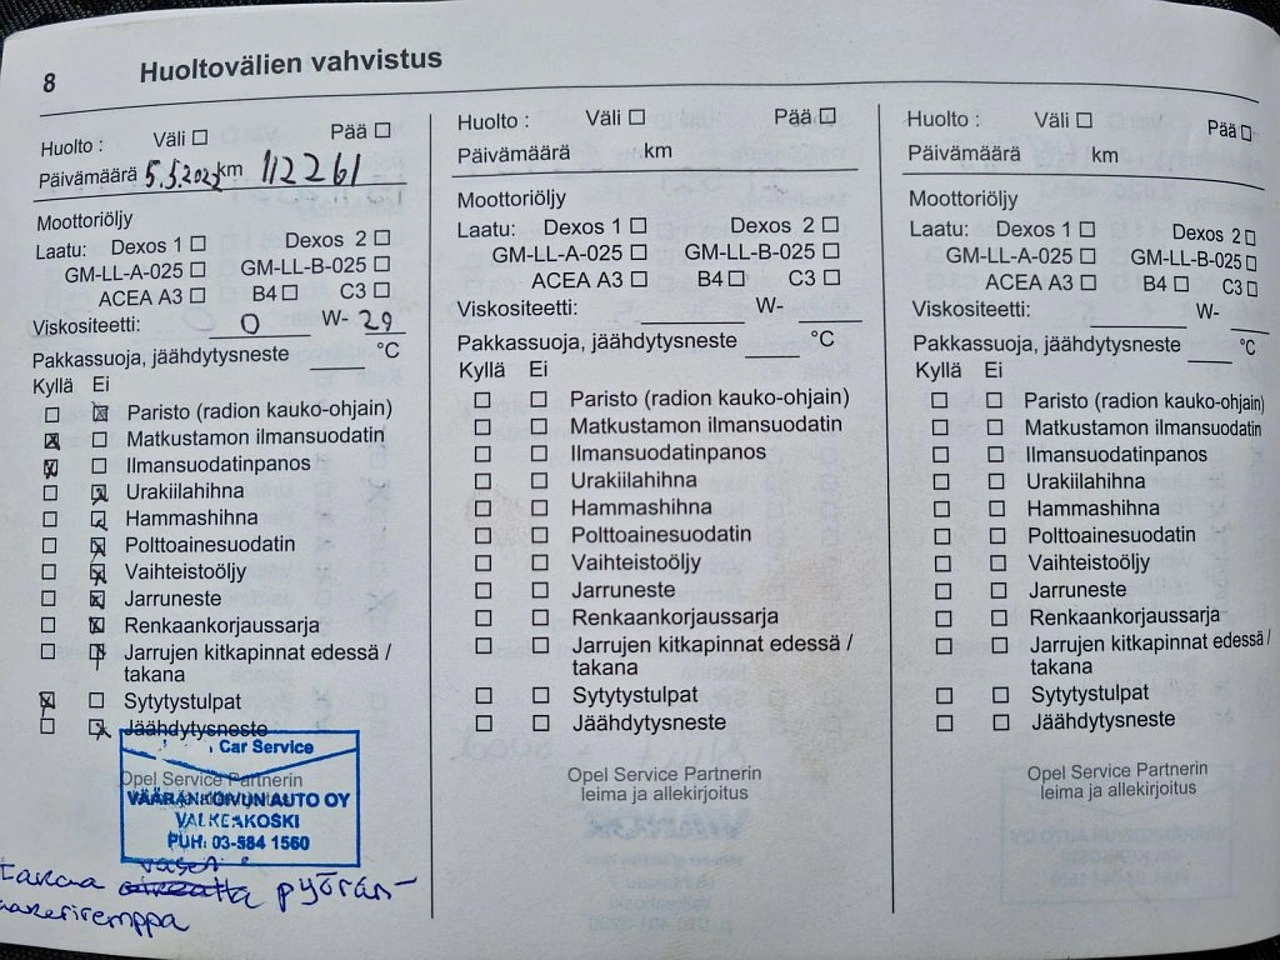 8 Huoltovälien vahvistus
Huolto : Väli ☐ Pää ☐
Päivämäärä 5.5.2022 km 112261
Moottoriöljy
Laatu: Dexos 1 ☐ Dexos 2 ☐
GM-LL-A-025 ☐ GM-LL-B-025 ☐
ACEA A3 ☐ B4 ☐ C3 ☐
Viskositeetti: 0 W- 20
Pakkassuoja, jäähdytysneste °C
Kyllä Ei
☐ ☒ Paristo (radion kauko-ohjain)
☒ ☐ Matkustamon ilmansuodatin
☒ ☐ Ilmansuodatinpanos
☐ ☒ Urakiilahihna
☐ ☒ Hammashihna
☐ ☒ Polttoainesuodatin
☐ ☒ Vaihteistoöljy
☐ ☒ Jarruneste
☐ ☒ Renkaankorjaussarja
☐ ☒ Jarrujen kitkapinnat edessä /
takana
☒ ☐ Sytytystulpat
☐ ☒ Jäähdytysneste
Car Service
Opel Service Partnerin
VÄÄRÄNKOIVUN AUTO OY
VALKEAKOSKI
PUH: 03-584 1560
takaa pyörän-
laakeriremppa
Huolto : Väli ☐ Pää ☐
Päivämäärä km
Moottoriöljy
Laatu: Dexos 1 ☐ Dexos 2 ☐
GM-LL-A-025 ☐ GM-LL-B-025 ☐
ACEA A3 ☐ B4 ☐ C3 ☐
Viskositeetti: W-
Pakkassuoja, jäähdytysneste °C
Kyllä Ei
☐ ☐ Paristo (radion kauko-ohjain)
☐ ☐ Matkustamon ilmansuodatin
☐ ☐ Ilmansuodatinpanos
☐ ☐ Urakiilahihna
☐ ☐ Hammashihna
☐ ☐ Polttoainesuodatin
☐ ☐ Vaihteistoöljy
☐ ☐ Jarruneste
☐ ☐ Renkaankorjaussarja
☐ ☐ Jarrujen kitkapinnat edessä /
takana
☐ ☐ Sytytystulpat
☐ ☐ Jäähdytysneste
Opel Service Partnerin
leima ja allekirjoitus
Huolto : Väli ☐ Pää ☐
Päivämäärä km
Moottoriöljy
Laatu: Dexos 1 ☐ Dexos 2 ☐
GM-LL-A-025 ☐ GM-LL-B-025 ☐
ACEA A3 ☐ B4 ☐ C3 ☐
Viskositeetti: W-
Pakkassuoja, jäähdytysneste °C
Kyllä Ei
☐ ☐ Paristo (radion kauko-ohjain)
☐ ☐ Matkustamon ilmansuodatin
☐ ☐ Ilmansuodatinpanos
☐ ☐ Urakiilahihna
☐ ☐ Hammashihna
☐ ☐ Polttoainesuodatin
☐ ☐ Vaihteistoöljy
☐ ☐ Jarruneste
☐ ☐ Renkaankorjaussarja
☐ ☐ Jarrujen kitkapinnat edessä /
takana
☐ ☐ Sytytystulpat
☐ ☐ Jäähdytysneste
Opel Service Partnerin
leima ja allekirjoitus